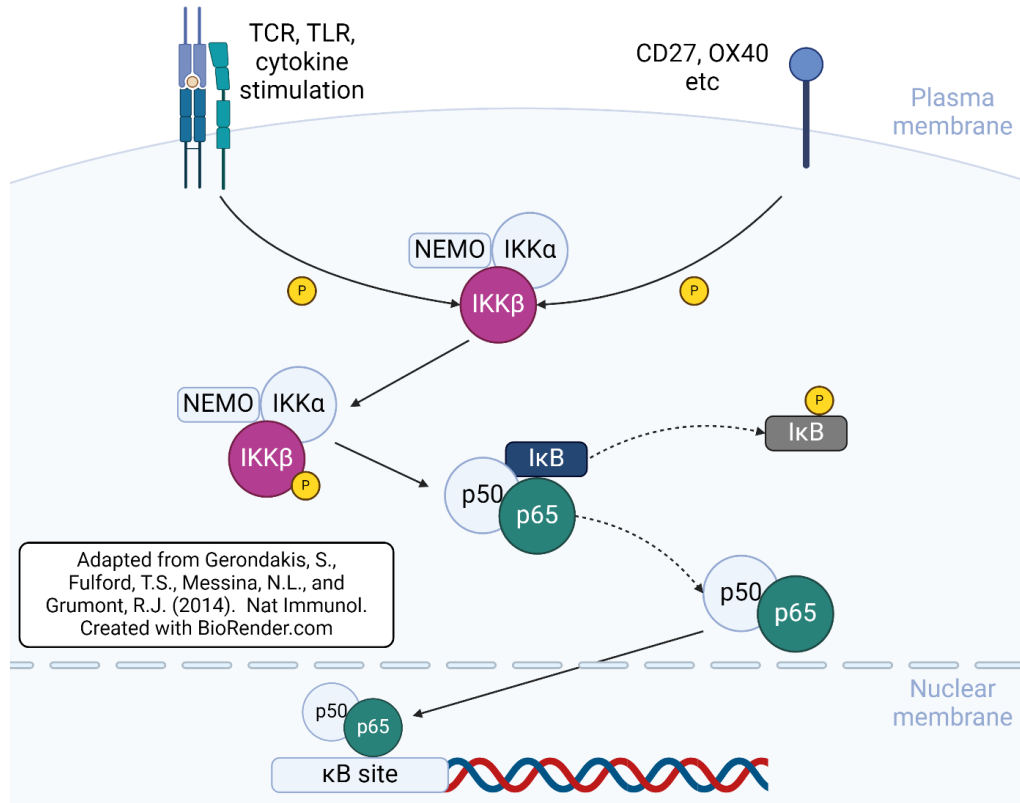 TCR, TLR,
cytokine
stimulation
CD27, OX40
etc
Plasma
membrane
NEMO
IKKα
IKKβ
P
P
NEMO
IKKα
IKKβ
P
P
IκB
IκB
p50
p65
p50
p65
Adapted from Gerondakis, S.,
Fulford, T.S., Messina, N.L., and
Grumont, R.J. (2014).  Nat Immunol.
Created with BioRender.com
Nuclear
membrane
p50
p65
κB site